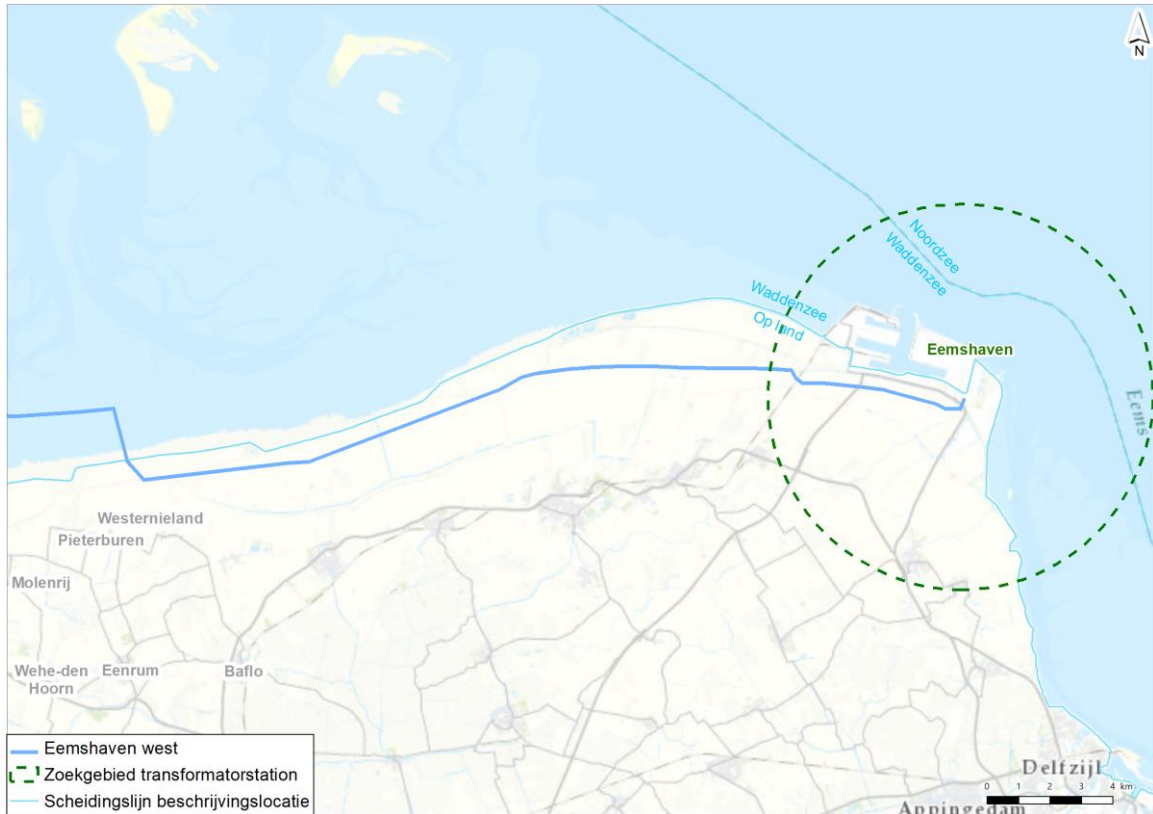 N
Noordzee
Waddenzee
Waddenzee
Op land
Eemshaven
Eems
Westernieland
Pieterburen
Molenrij
Wehe-den
Hoorn
Eenrum
Baflo
Eemshaven west
Zoekgebied transformatorstation
Scheidingslijn beschrijvingslocatie
Delfzijl
0 1 2 3 4 km
Appingedam